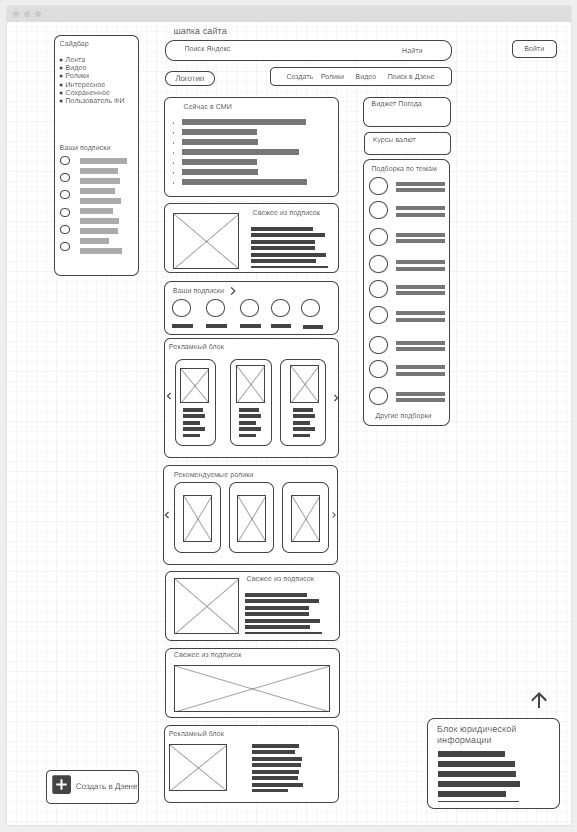 шапка сайта
Поиск Яндекс
Найти
Войти
Логотип
Создать Ролики Видео Поиск в Дзене
Сайдбар
Лента
Видео
Ролики
Интересное
Сохраненное
Пользователь ФИ
Ваши подписки
Создать в Дзене
Сейчас в СМИ
Свежее из подписок
Ваши подписки
Рекламный блок
Рекомендуемые ролики
Свежее из подписок
Свежее из подписок
Рекламный блок
Виджет Погода
Курсы валют
Подборка по темам
Другие подборки
Блок юридической
информации